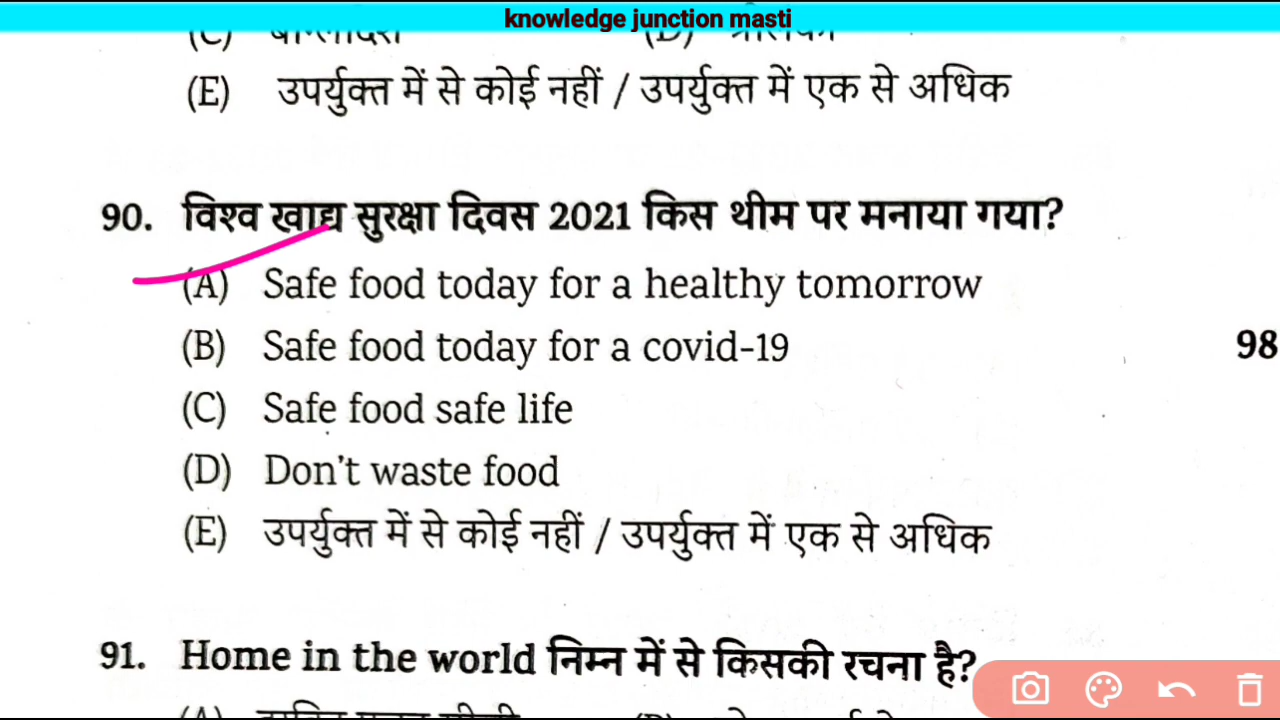 knowledge junction masti
(E) उपर्युक्त में से कोई नहीं / उपर्युक्त में एक से अधिक
90. विश्व खाद्य सुरक्षा दिवस 2021 किस थीम पर मनाया गया?
(A) Safe food today for a healthy tomorrow
(B) Safe food today for a covid-19
98
(C) Safe food safe life
(D) Don't waste food
(E) उपर्युक्त में से कोई नहीं / उपर्युक्त में एक से अधिक
91. Home in the world निम्न में से किसकी रचना है?